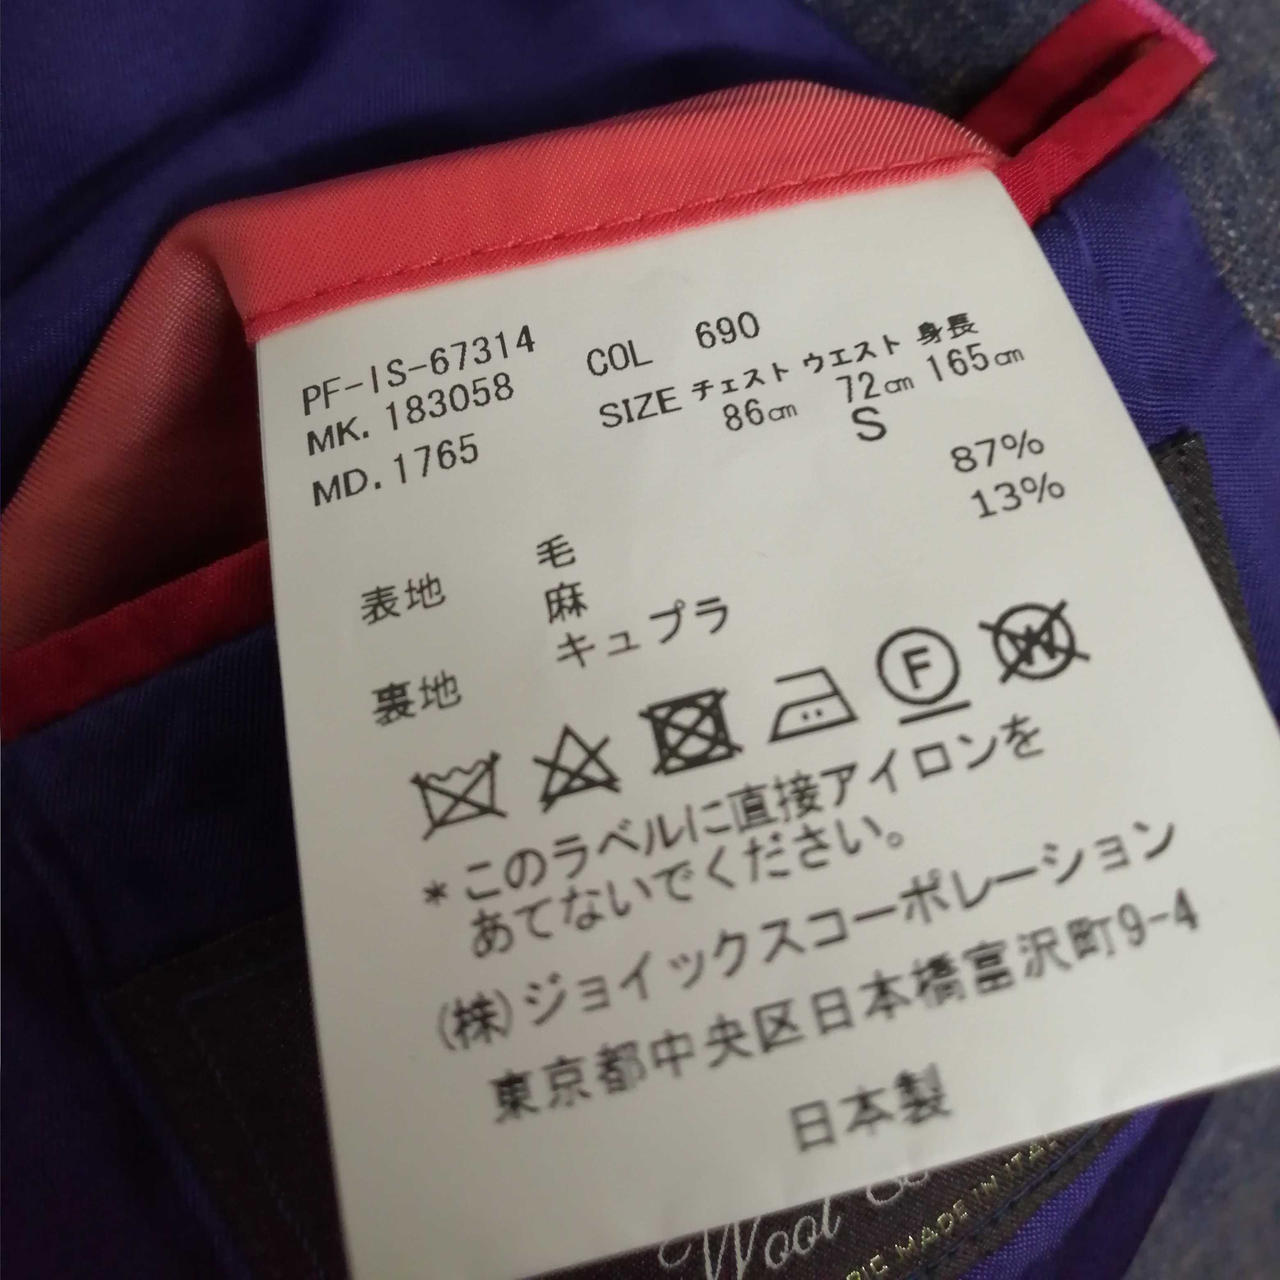 PF-IS-67314
MK. 183058
MD. 1765
COL 690
SIZE チェスト ウエスト 身長
86cm 72cm 165cm
S
表地 毛 87%
麻 13%
裏地 キュプラ
F
W
*このラベルに直接アイロンを
あてないでください。
(株)ジョイックスコーポレーション
東京都中央区日本橋富沢町9-4
日本製
Wool
MADE IN